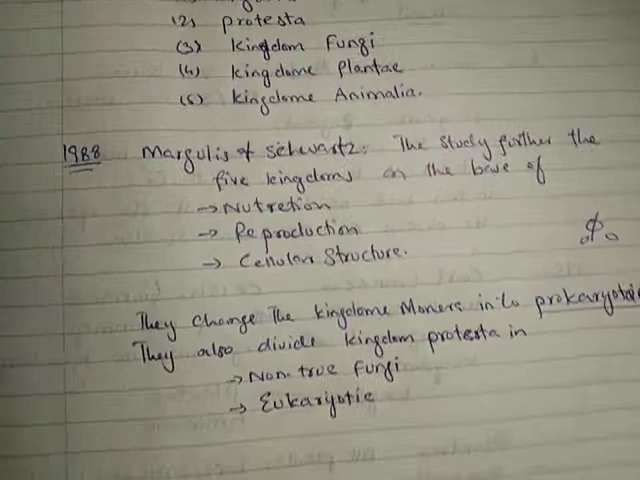 (2) protesta
(3) kingdom Fungi
(4) kingdome Plantae
(5) kingdome Animalia.
1988 Margulis & Schwartz: The study further the
five kingdoms on the base of
→ Nutretion
→ Reproduction
→ Cellular Structure.
They change The kingdome Moners in to prokaryotic
They also divide kingdom protesta in
→ Non-true Fungi
→ Eukaryotic